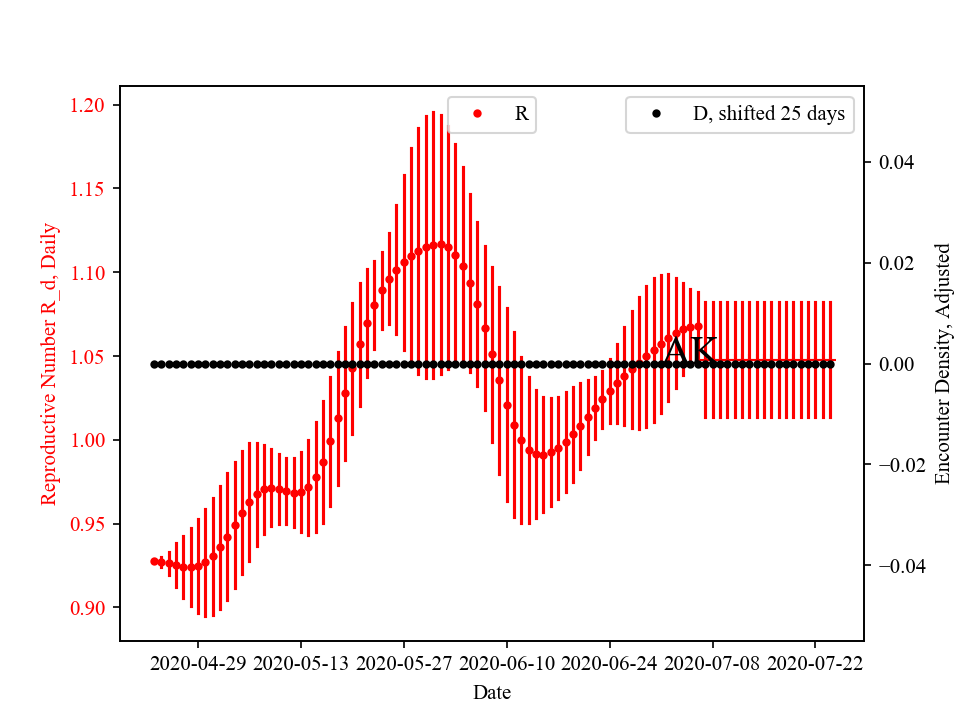 R
D, shifted 25 days
1.20
1.15
1.10
1.05
1.00
0.95
0.90
Reproductive Number R_d, Daily
AK
0.04
0.02
0.00
−0.02
−0.04
Encounter Density, Adjusted
2020-04-29 2020-05-13 2020-05-27 2020-06-10 2020-06-24 2020-07-08 2020-07-22
Date